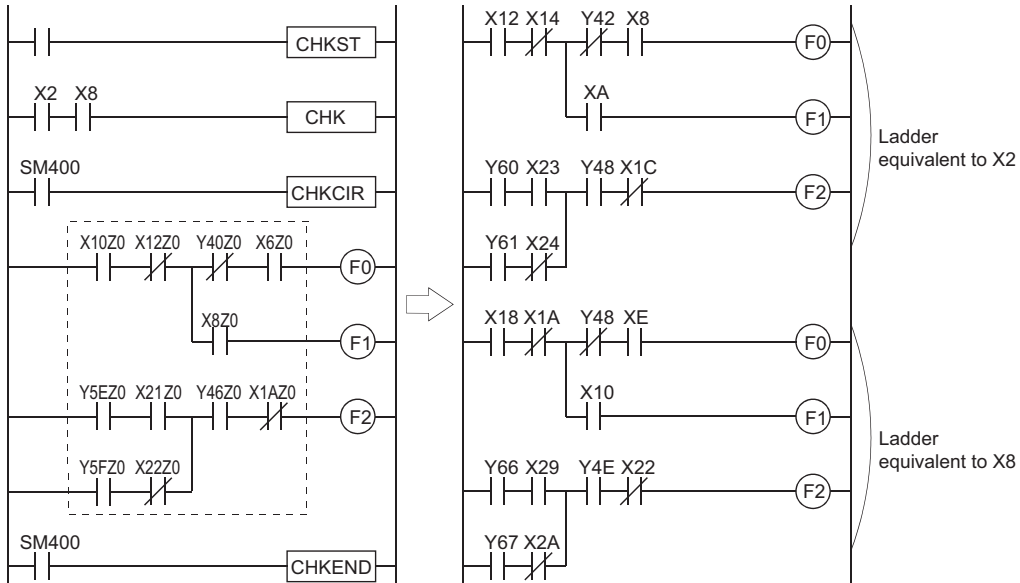 CHKST
X2 X8
CHK
SM400
CHKCIR
X10Z0 X12Z0 Y40Z0 X6Z0
F0
X8Z0
F1
Y5EZ0 X21Z0 Y46Z0 X1AZ0
F2
Y5FZ0 X22Z0
SM400
CHKEND
X12 X14 Y42 X8
F0
XA
F1
Y60 X23 Y48 X1C
F2
Y61 X24
Ladder
equivalent to X2
X18 X1A Y48 XE
F0
X10
F1
Y66 X29 Y4E X22
F2
Y67 X2A
Ladder
equivalent to X8